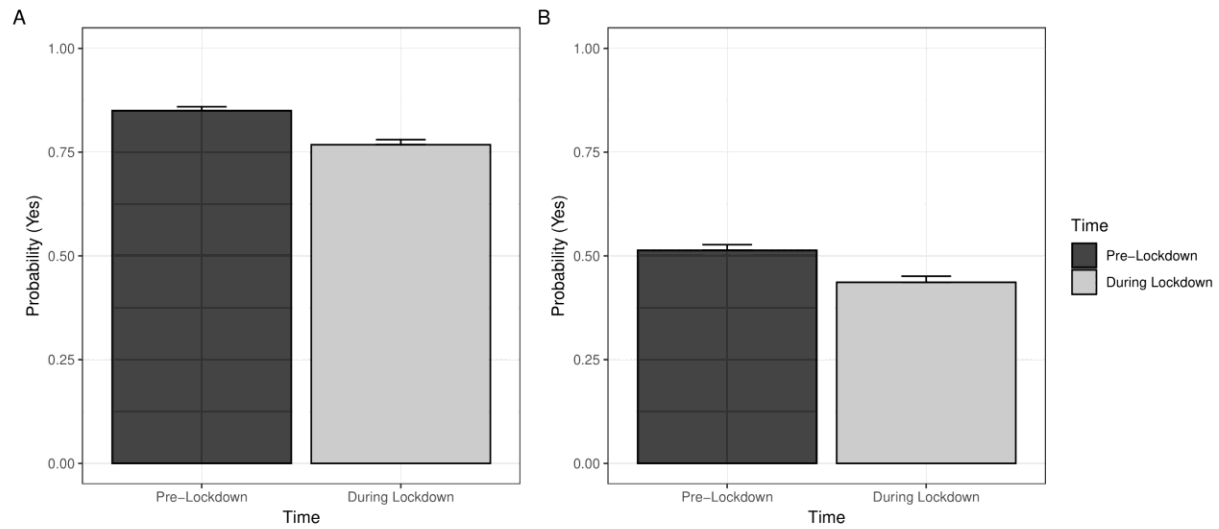 A
Probability (Yes)
1.00
0.75
0.50
0.25
0.00
Pre-Lockdown
During Lockdown
Time
B
Probability (Yes)
1.00
0.75
0.50
0.25
0.00
Pre-Lockdown
During Lockdown
Time
Time
Pre-Lockdown
During Lockdown